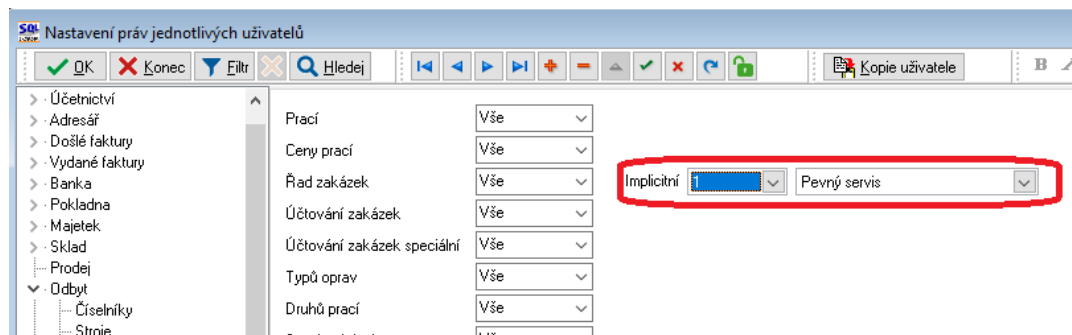 SQL Nastavení práv jednotlivých uživatelů
OK Konec Filtr Hledej Kopie uživatele B
Účetnictví
Adresář
Došlé faktury
Vydané faktury
Banka
Pokladna
Majetek
Sklad
Prodej
Odbyt
Číselníky
Stroje
Prací Vše
Ceny prací Vše
Řad zakázek Vše Implicitní 1 Pevný servis
Účtování zakázek Vše
Účtování zakázek speciální Vše
Typů oprav Vše
Druhů prací Vše